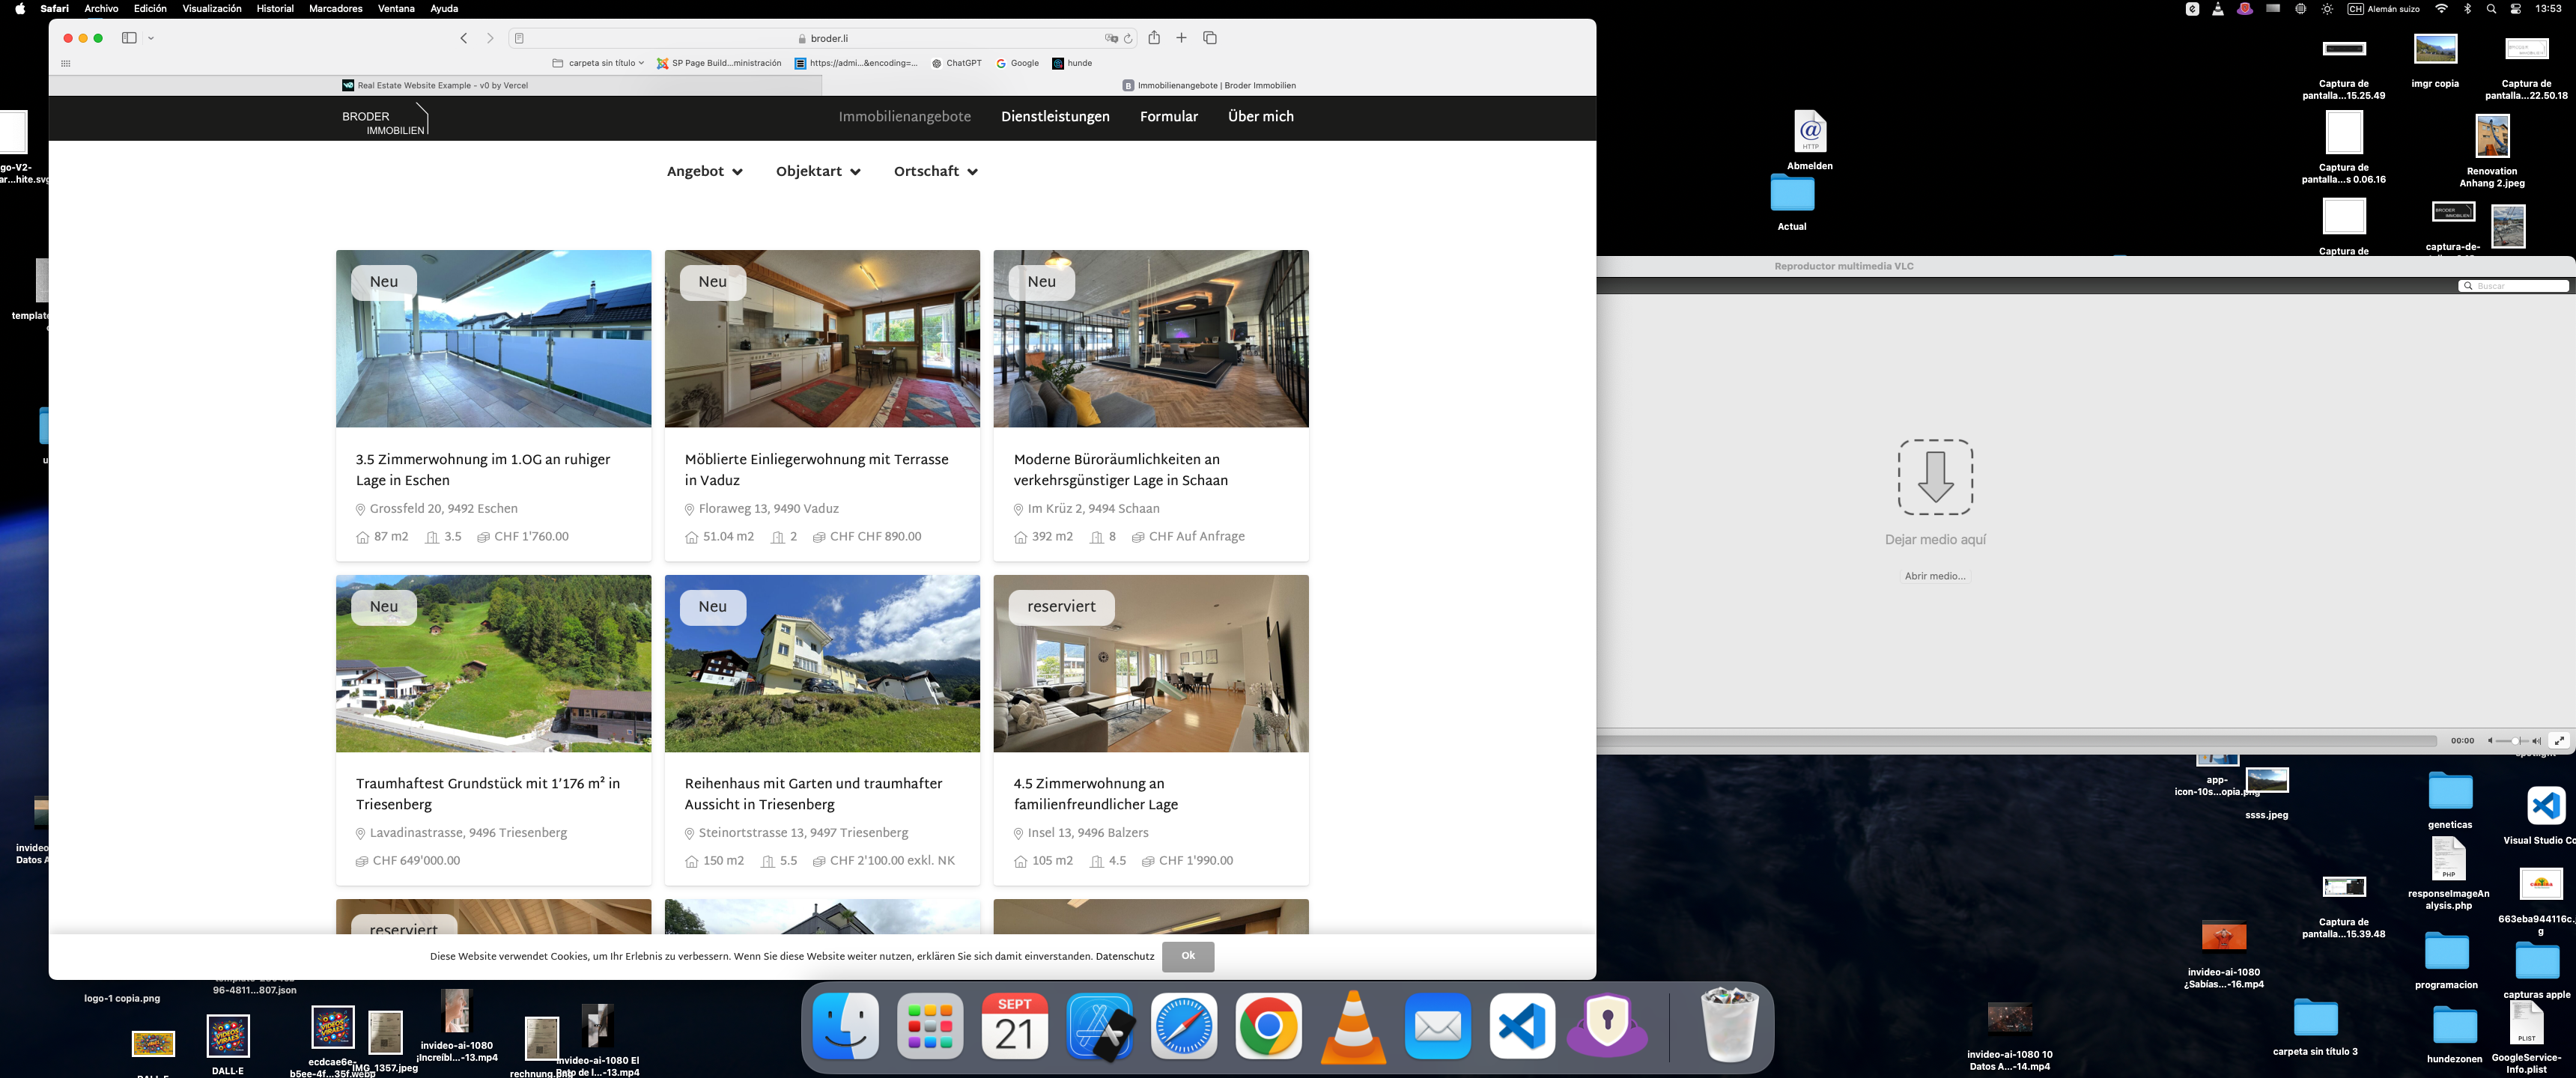 Safari Archivo Edición Visualización Historial Marcadores Ventana Ayuda
CH Alemán suizo 13:53
broder.li
carpeta sin título
SP Page Build...ministración
https://admi...&encoding=...
ChatGPT
Google
hunde
Real Estate Website Example - v0 by Vercel
Immobilienangebote | Broder Immobilien
BRODER
IMMOBILIEN
Immobilienangebote
Dienstleistungen
Formular
Über mich
Angebot
Objektart
Ortschaft
Neu
3.5 Zimmerwohnung im 1.OG an ruhiger
Lage in Eschen
Grossfeld 20, 9492 Eschen
87 m2 3.5 CHF 1'760.00
Neu
Möblierte Einliegerwohnung mit Terrasse
in Vaduz
Floraweg 13, 9490 Vaduz
51.04 m2 2 CHF CHF 890.00
Neu
Moderne Büroräumlichkeiten an
verkehrsgünstiger Lage in Schaan
Im Krüz 2, 9494 Schaan
392 m2 8 CHF Auf Anfrage
Neu
Traumhaftest Grundstück mit 1’176 m² in
Triesenberg
Lavadinastrasse, 9496 Triesenberg
CHF 649'000.00
Neu
Reihenhaus mit Garten und traumhafter
Aussicht in Triesenberg
Steinortstrasse 13, 9497 Triesenberg
150 m2 5.5 CHF 2'100.00 exkl. NK
reserviert
4.5 Zimmerwohnung an
familienfreundlicher Lage
Insel 13, 9496 Balzers
105 m2 4.5 CHF 1'990.00
reserviert
Diese Website verwendet Cookies, um Ihr Erlebnis zu verbessern. Wenn Sie diese Website weiter nutzen, erklären Sie sich damit einverstanden. Datenschutz
Ok
Captura de
pantalla...15.25.49
imgr copia
Captura de
pantalla...22.50.18
HTTP
Abmelden
Actual
Captura de
pantalla...s 0.06.16
Renovation
Anhang 2.jpeg
Captura de
captura-de-
Reproductor multimedia VLC
Buscar
Dejar medio aquí
Abrir medio...
00:00
app-
icon-10s...opia.png
ssss.jpeg
geneticas
Visual Studio Co
PHP
responseImageAn
alysis.php
Captura de
pantalla...15.39.48
663eba944116c.
g
invideo-ai-1080
¿Sabías...-16.mp4
programacion
capturas apple
carpeta sin título 3
hundezonen
PLIST
GoogleService-
Info.plist
invideo-ai-1080 10
Datos A...-14.mp4
go-V2-
ar...hite.svg
template
invideo
Datos A
logo-1 copia.png
96-4811...807.json
DALL·E
ecdcae6e-
b5ee-4f...35f.webp
IMG_1357.jpeg
invideo-ai-1080
¡Increíbl...-13.mp4
rechnung.png
invideo-ai-1080 El
Dato de l...-13.mp4
SEPT
21